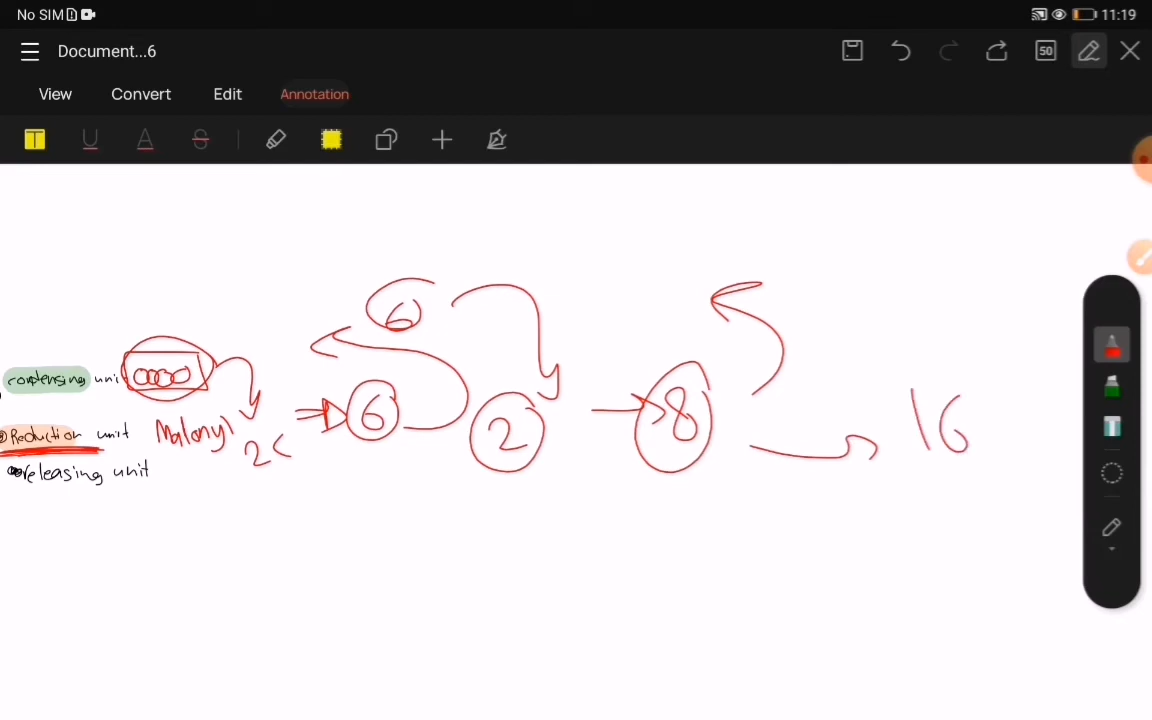 No SIM 11:19
Document...6 50
View Convert Edit Annotation
T U A S
6
condensing unit
6 2 8 16
Reduction unit Malonyl
2C
releasing unit